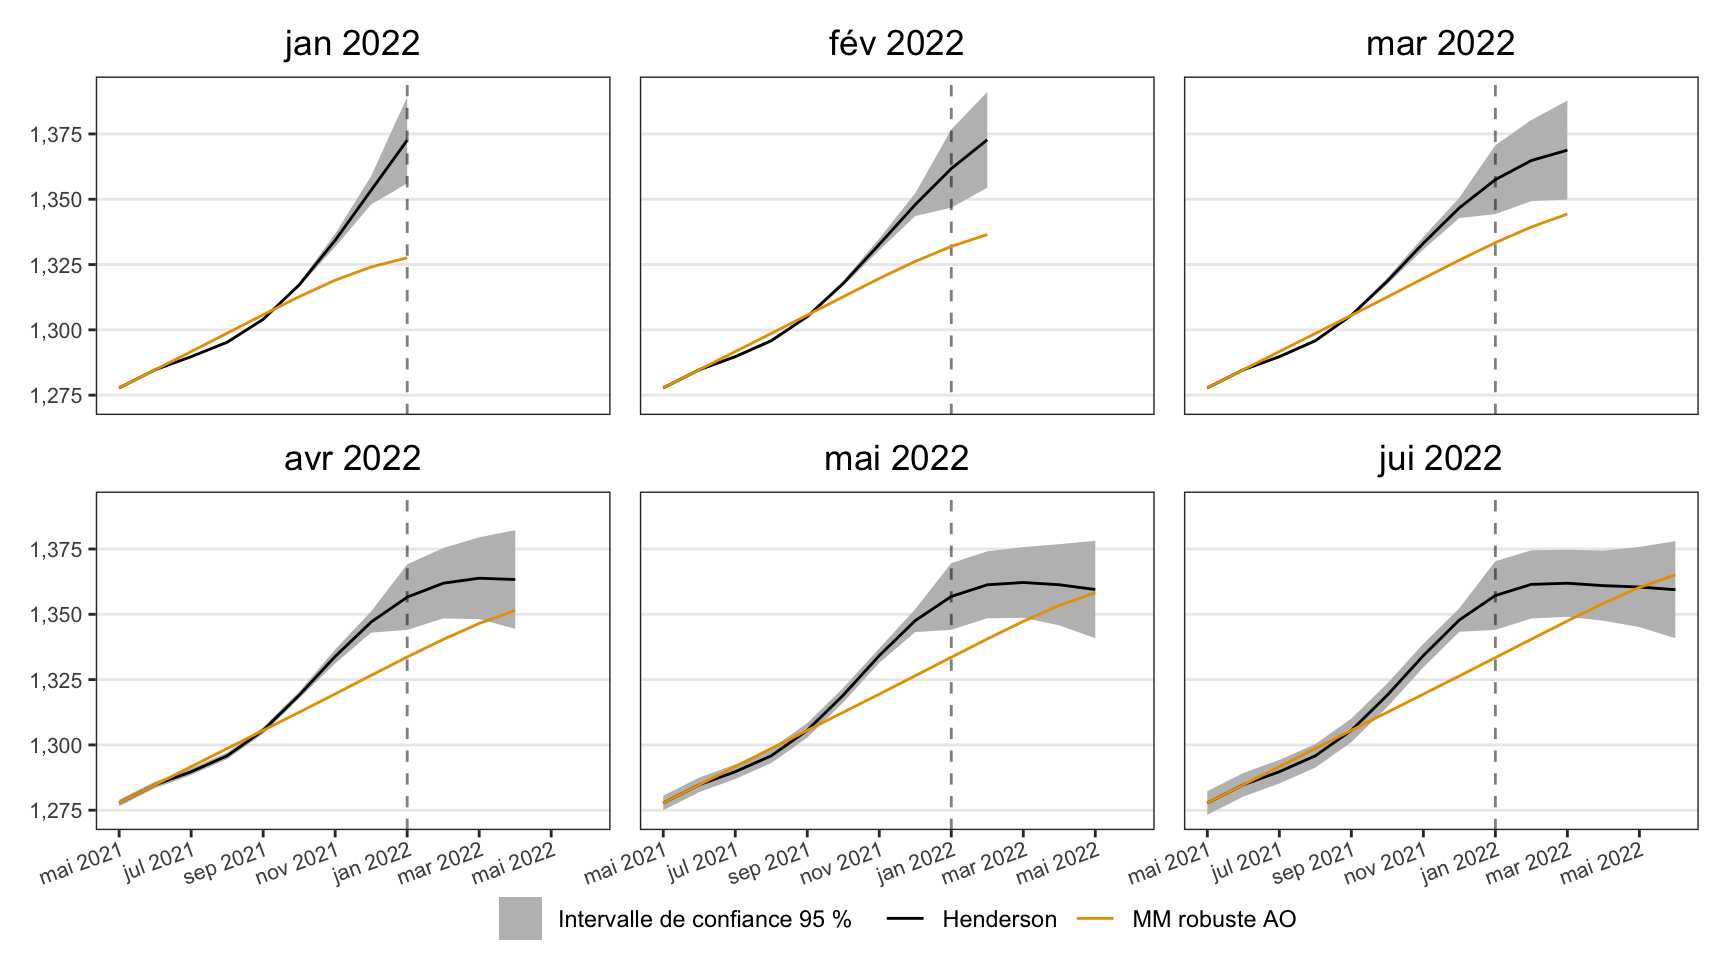 jan 2022 fév 2022 mar 2022
1,375
1,350
1,325
1,300
1,275
avr 2022 mai 2022 jui 2022
1,375
1,350
1,325
1,300
1,275
mai 2021 jul 2021 sep 2021 nov 2021 jan 2022 mar 2022 mai 2022 mai 2021 jul 2021 sep 2021 nov 2021 jan 2022 mar 2022 mai 2022 mai 2021 jul 2021 sep 2021 nov 2021 jan 2022 mar 2022 mai 2022
Intervalle de confiance 95 % Henderson MM robuste AO